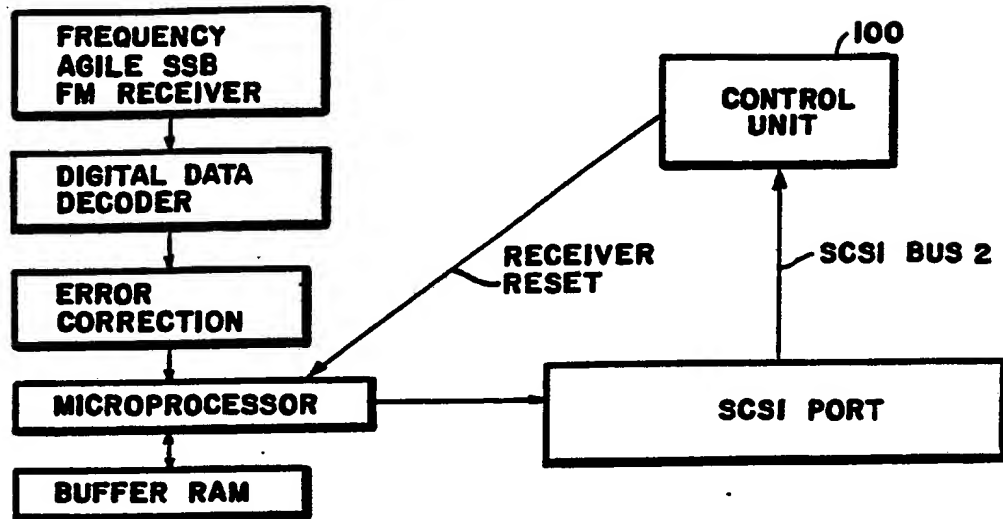 FREQUENCY
AGILE SSB
FM RECEIVER
DIGITAL DATA
DECODER
ERROR
CORRECTION
MICROPROCESSOR
BUFFER RAM
RECEIVER
RESET
100
CONTROL
UNIT
SCSI BUS 2
SCSI PORT